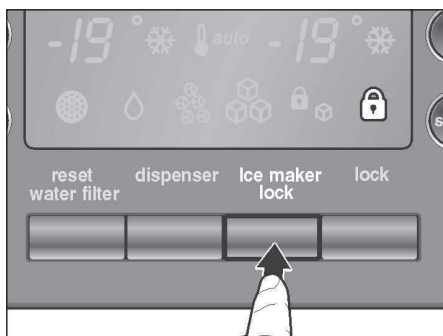 -19° auto -19°
s
reset water filter
dispenser
Ice maker lock
lock